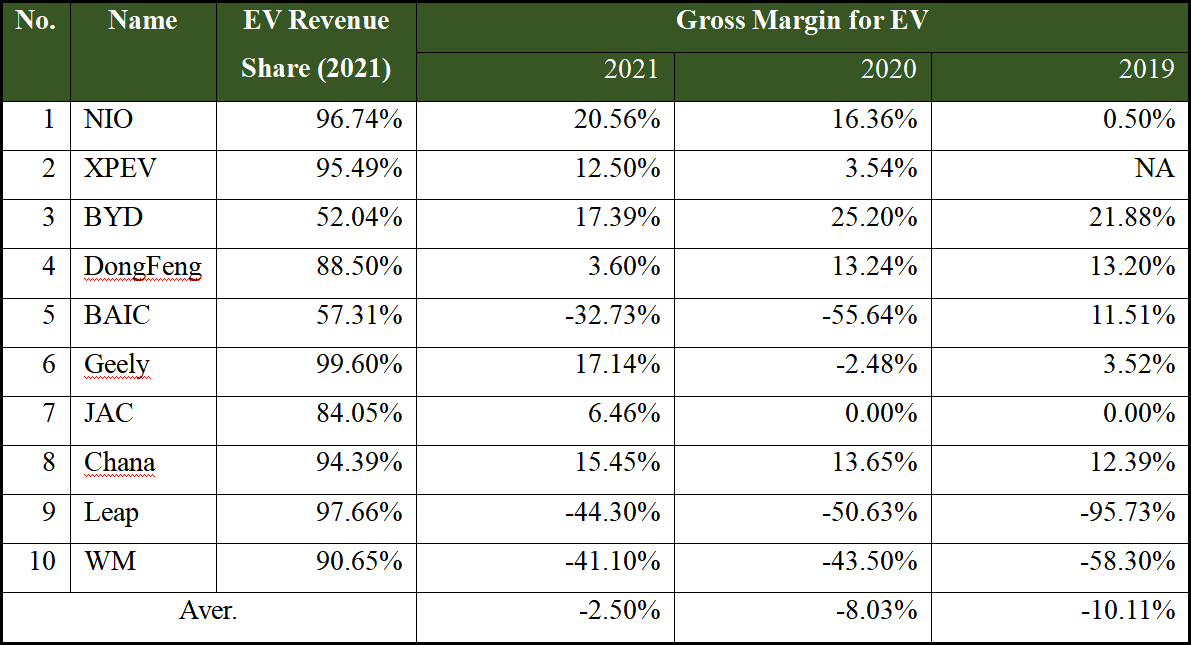 No. Name EV Revenue Share (2021) Gross Margin for EV
2021 2020 2019
1 NIO 96.74% 20.56% 16.36% 0.50%
2 XPEV 95.49% 12.50% 3.54% NA
3 BYD 52.04% 17.39% 25.20% 21.88%
4 DongFeng 88.50% 3.60% 13.24% 13.20%
5 BAIC 57.31% -32.73% -55.64% 11.51%
6 Geely 99.60% 17.14% -2.48% 3.52%
7 JAC 84.05% 6.46% 0.00% 0.00%
8 Chana 94.39% 15.45% 13.65% 12.39%
9 Leap 97.66% -44.30% -50.63% -95.73%
10 WM 90.65% -41.10% -43.50% -58.30%
Aver. -2.50% -8.03% -10.11%